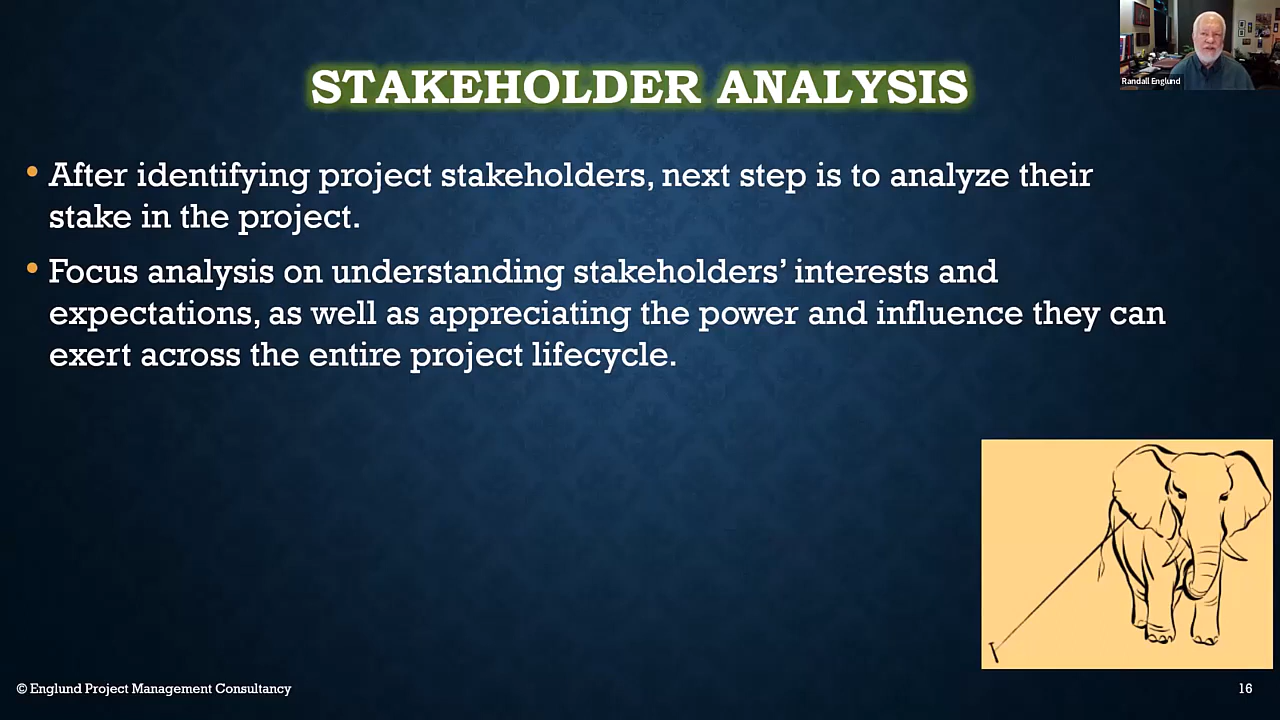 STAKEHOLDER ANALYSIS
Randall Englund
• After identifying project stakeholders, next step is to analyze their
stake in the project.
• Focus analysis on understanding stakeholders’ interests and
expectations, as well as appreciating the power and influence they can
exert across the entire project lifecycle.
© Englund Project Management Consultancy
16